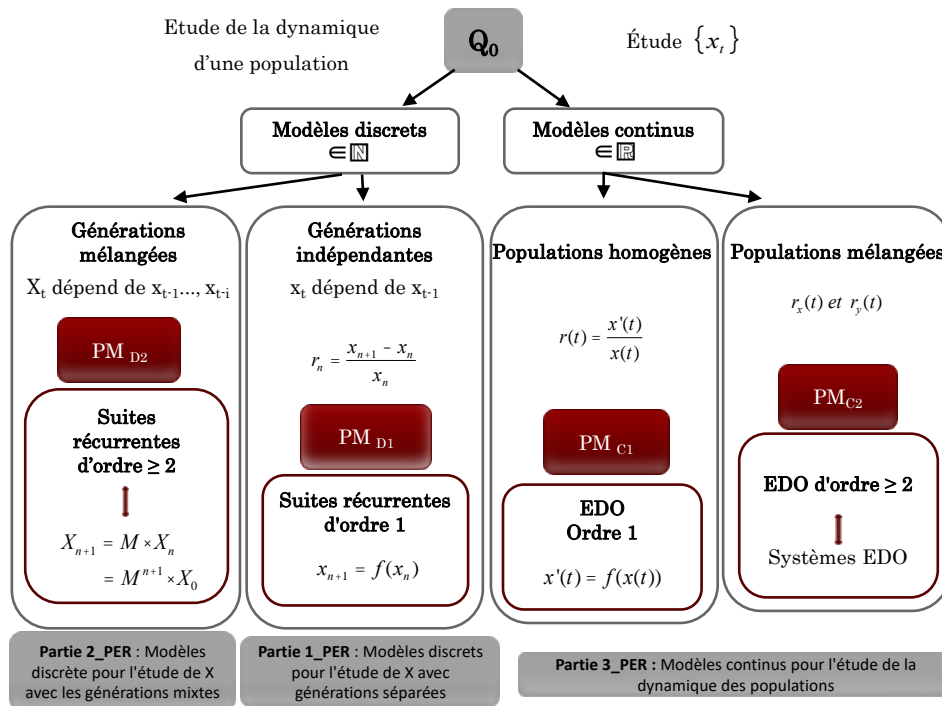 Etude de la dynamique
d'une population
Q₀
Étude {xₜ}
Modèles discrets
∈ ℕ
Modèles continus
∈ ℝ
Générations
mélangées
Xₜ dépend de xₜ₋₁..., xₜ₋ᵢ
PM D2
Suites
récurrentes
d'ordre ≥ 2
Xₙ₊₁ = M × Xₙ
= Mⁿ⁺¹ × X₀
Générations
indépendantes
xₜ dépend de xₜ₋₁
rₙ = (xₙ₊₁ − xₙ) / xₙ
PM D1
Suites récurrentes
d'ordre 1
xₙ₊₁ = f(xₙ)
Populations homogènes
r(t) = x'(t) / x(t)
PM C1
EDO
Ordre 1
x'(t) = f(x(t))
Populations mélangées
rₓ(t) et r_y(t)
PM C2
EDO d'ordre ≥ 2
Systèmes EDO
Partie 2_PER : Modèles
discrète pour l'étude de X
avec les générations mixtes
Partie 1_PER : Modèles discrets
pour l'étude de X avec
générations séparées
Partie 3_PER : Modèles continus pour l'étude de la
dynamique des populations